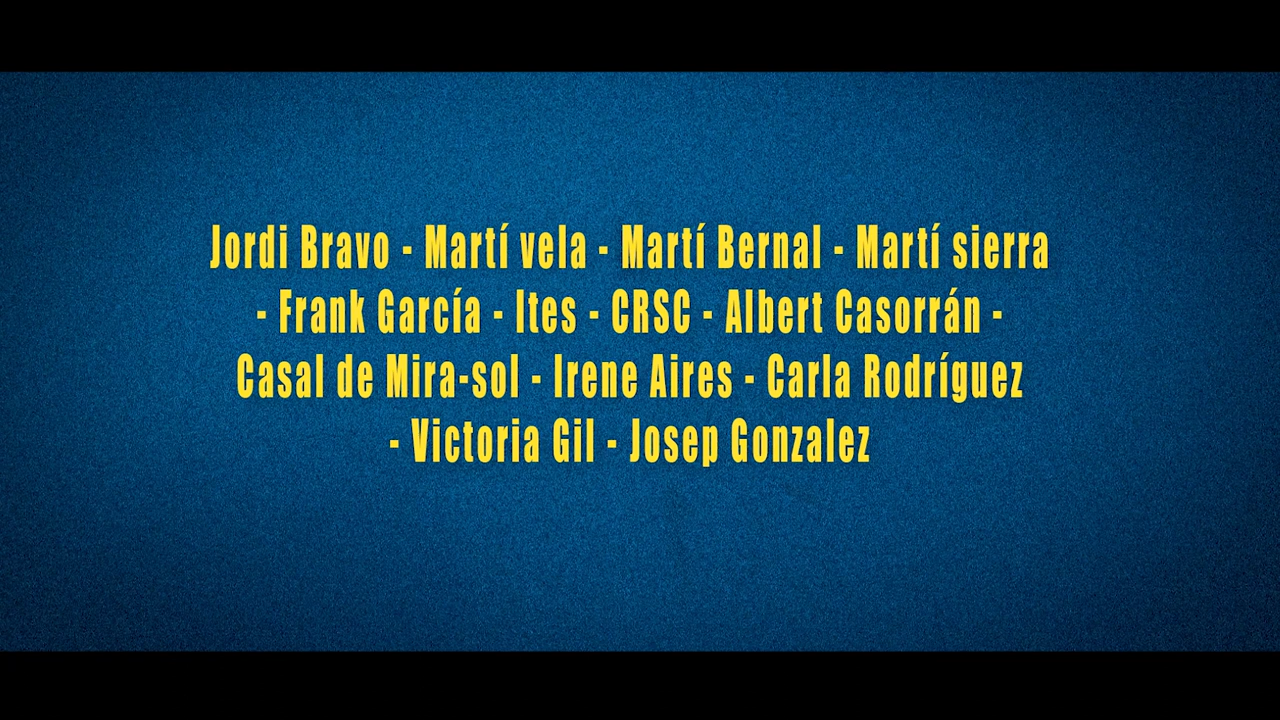 Jordi Bravo - Martí vela - Martí Bernal - Martí sierra
- Frank García - Ites - CRSC - Albert Casorrán -
Casal de Mira-sol - Irene Aires - Carla Rodríguez
- Victoria Gil - Josep Gonzalez